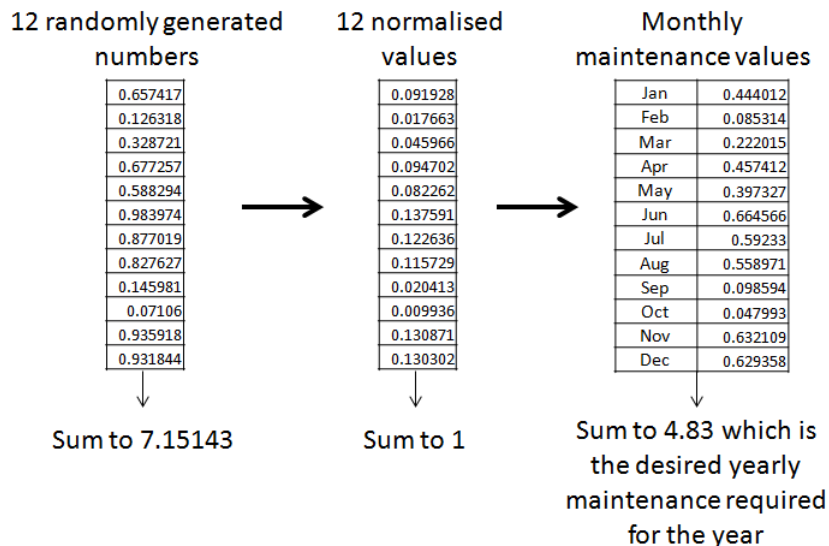 12 randomly generated
numbers
0.657417
0.126318
0.328721
0.677257
0.588294
0.983974
0.877019
0.827627
0.145981
0.07106
0.935918
0.931844
Sum to 7.15143
12 normalised
values
0.091928
0.017663
0.045966
0.094702
0.082262
0.137591
0.122636
0.115729
0.020413
0.009936
0.130871
0.130302
Sum to 1
Monthly
maintenance values
Jan 0.444012
Feb 0.085314
Mar 0.222015
Apr 0.457412
May 0.397327
Jun 0.664566
Jul 0.59233
Aug 0.558971
Sep 0.098594
Oct 0.047993
Nov 0.632109
Dec 0.629358
Sum to 4.83 which is
the desired yearly
maintenance required
for the year